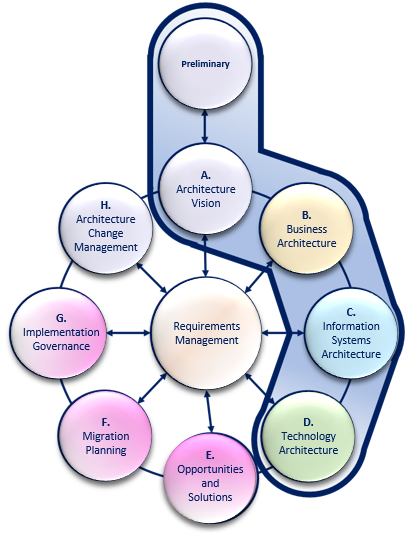 Preliminary
A.
Architecture
Vision
B.
Business
Architecture
C.
Information
Systems
Architecture
D.
Technology
Architecture
E.
Opportunities
and
Solutions
F.
Migration
Planning
G.
Implementation
Governance
H.
Architecture
Change
Management
Requirements
Management